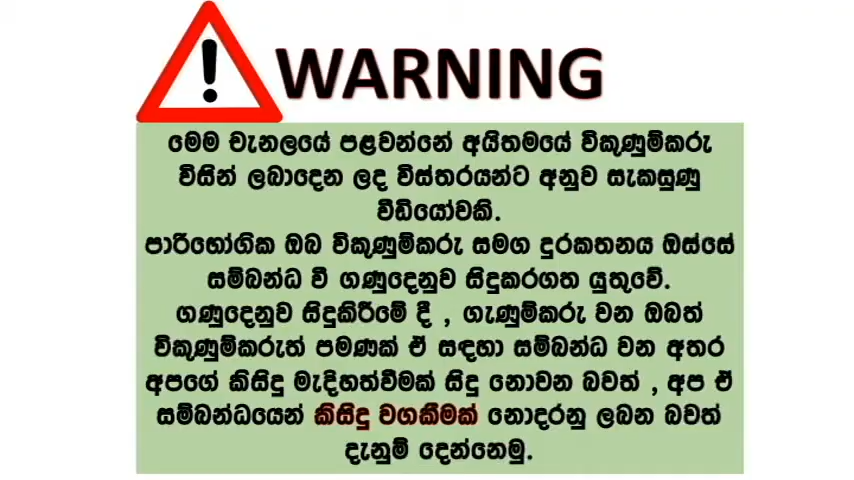 WARNING
මෙම චැනලයේ පළවන්නේ අයිතමයේ විකුණුම්කරු
විසින් ලබාදෙන ලද විස්තරයන්ට අනුව සැකසුණු
වීඩියෝවකි.
පාරිභෝගික ඔබ විකුණුම්කරු සමග දුරකතනය ඔස්සේ
සම්බන්ධ වී ගණුදෙනුව සිදුකරගත යුතුවේ.
ගණුදෙනුව සිදුකිරීමේ දී , ගැණුම්කරු වන ඔබත්
විකුණුම්කරුත් පමණක් ඒ සඳහා සම්බන්ධ වන අතර
අපගේ කිසිදු මැදිහත්වීමක් සිදු නොවන බවත් , අප ඒ
සම්බන්ධයෙන් කිසිදු වගකීමක් නොදරනු ලබන බවත්
දැනුම් දෙන්නෙමු.